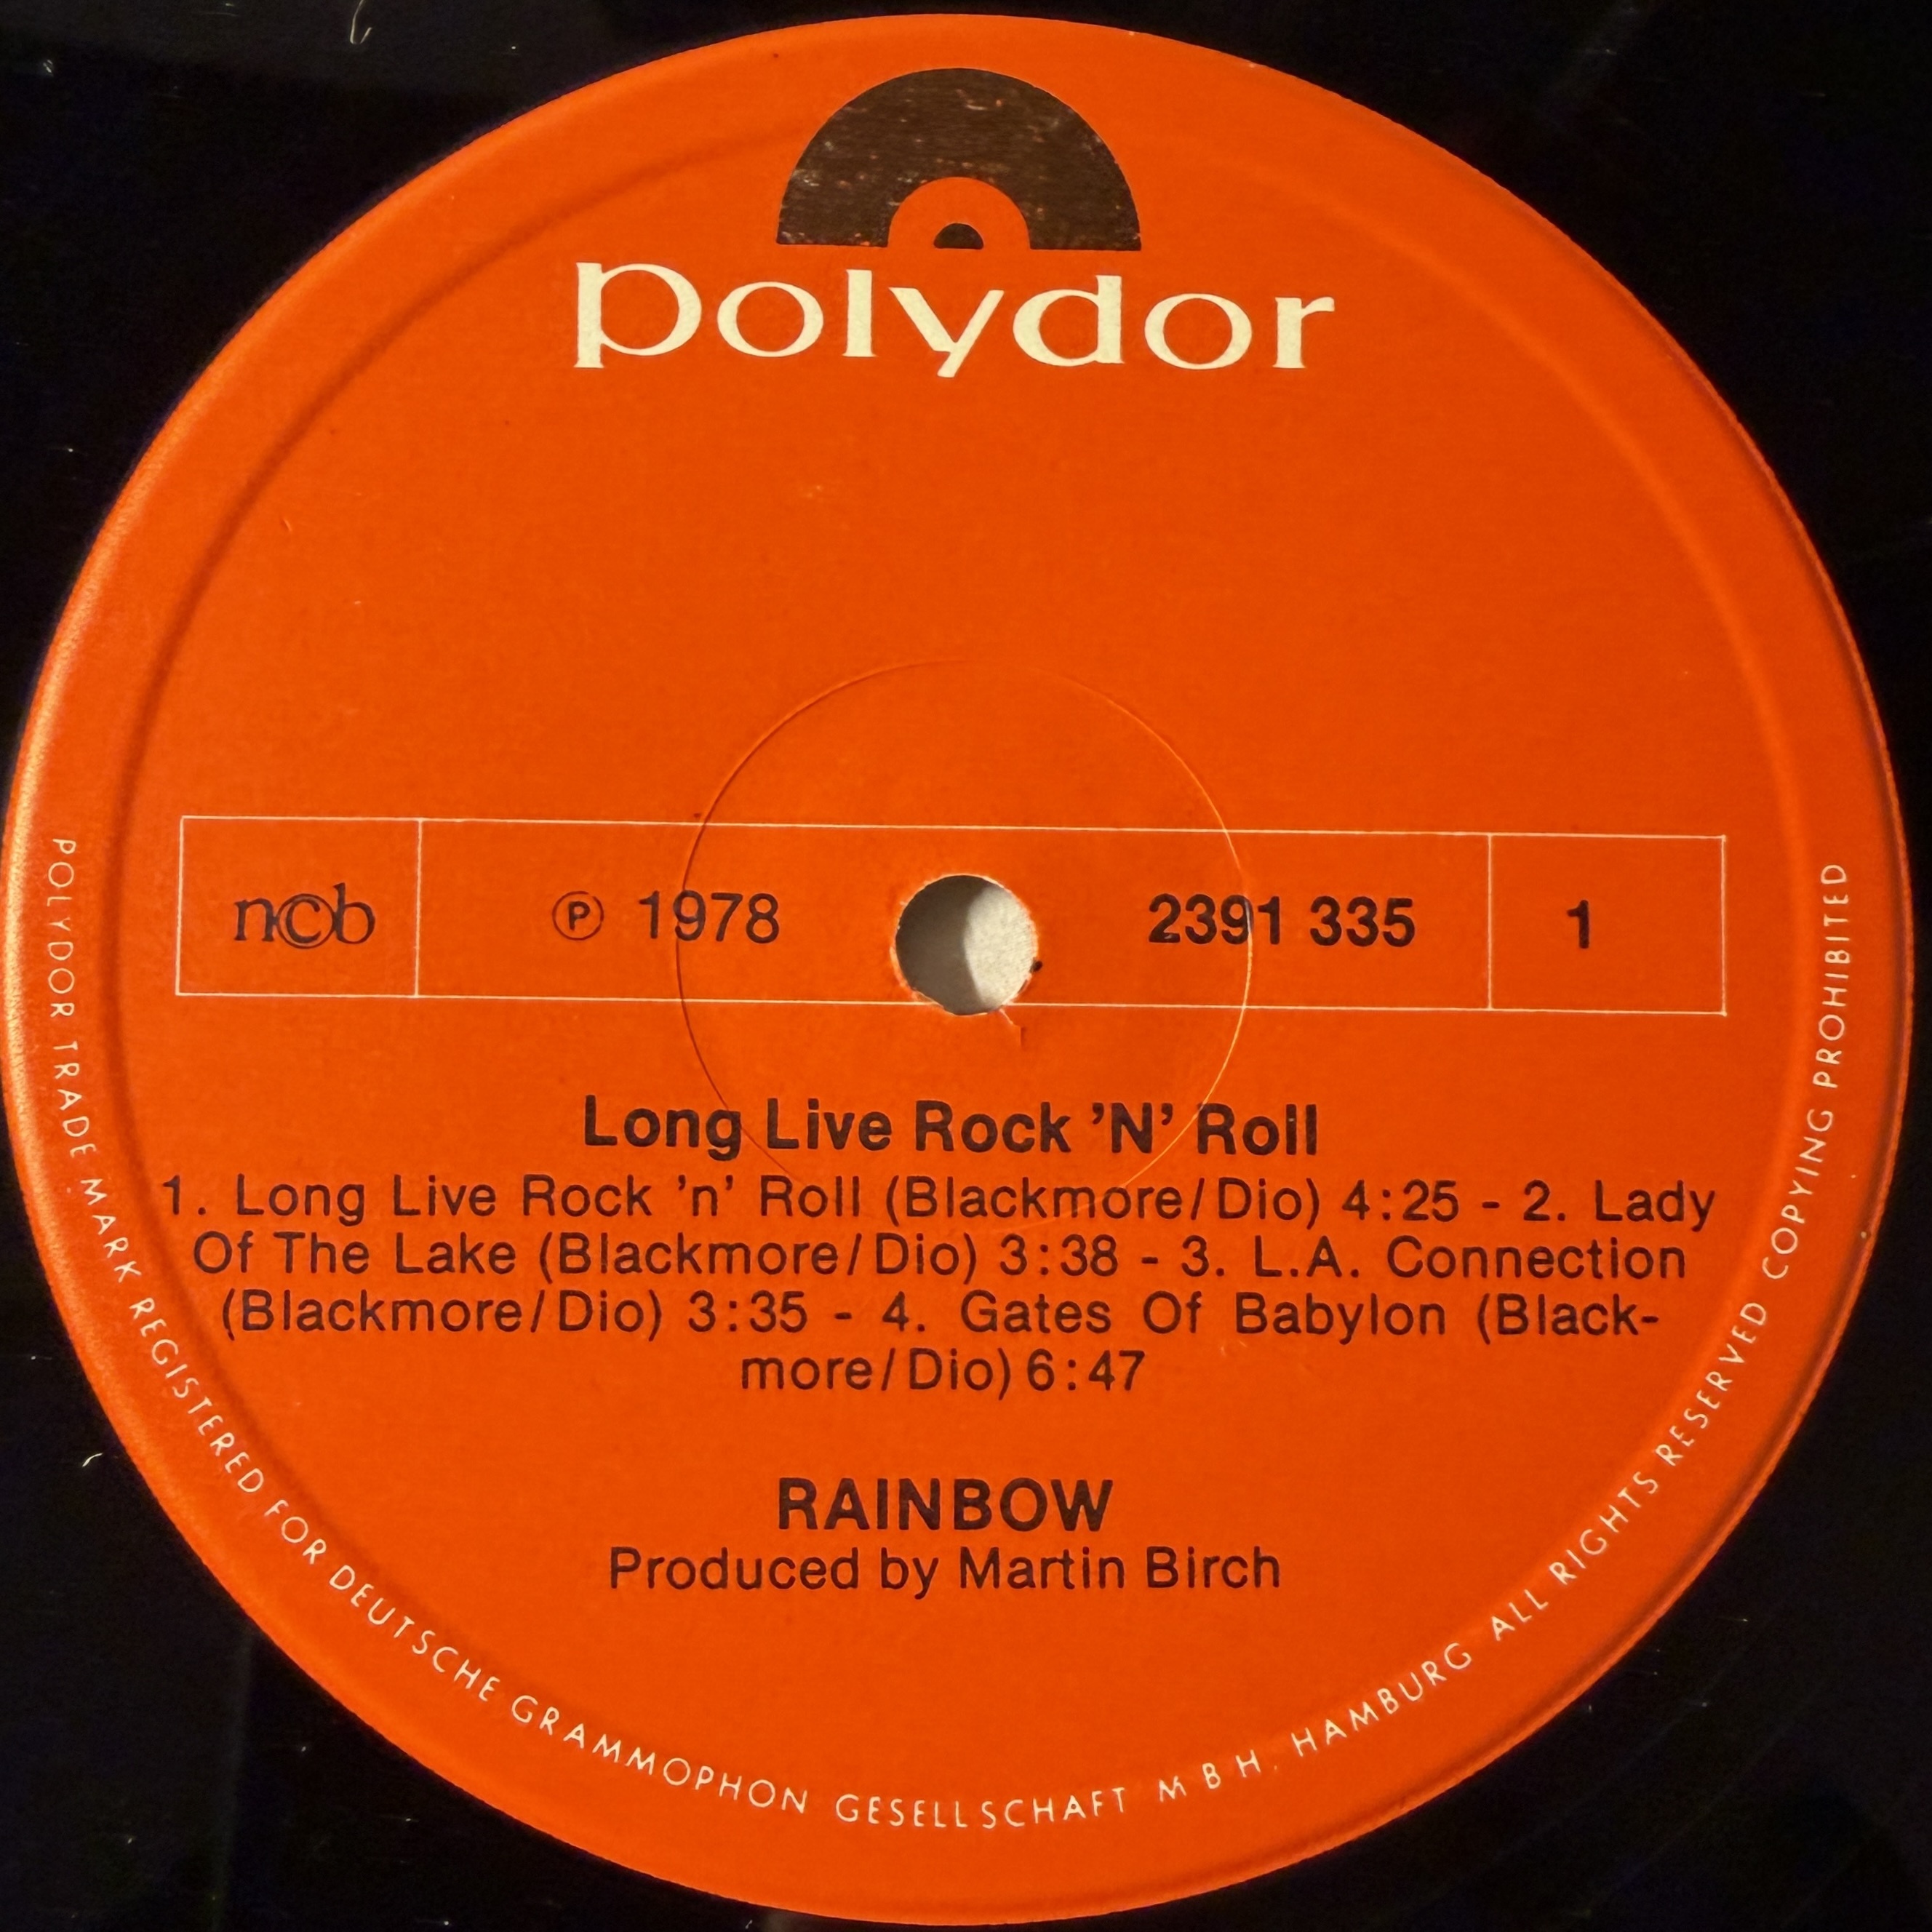 polydor
n©b
℗ 1978
2391 335
1
Long Live Rock ’N’ Roll
1. Long Live Rock ’n’ Roll (Blackmore/Dio) 4:25 - 2. Lady
Of The Lake (Blackmore/Dio) 3:38 - 3. L.A. Connection
(Blackmore/Dio) 3:35 - 4. Gates Of Babylon (Black-
more/Dio) 6:47
RAINBOW
Produced by Martin Birch
POLYDOR TRADE MARK REGISTERED FOR DEUTSCHE GRAMMOPHON GESELLSCHAFT M B H, HAMBURG ALL RIGHTS RESERVED COPYING PROHIBITED